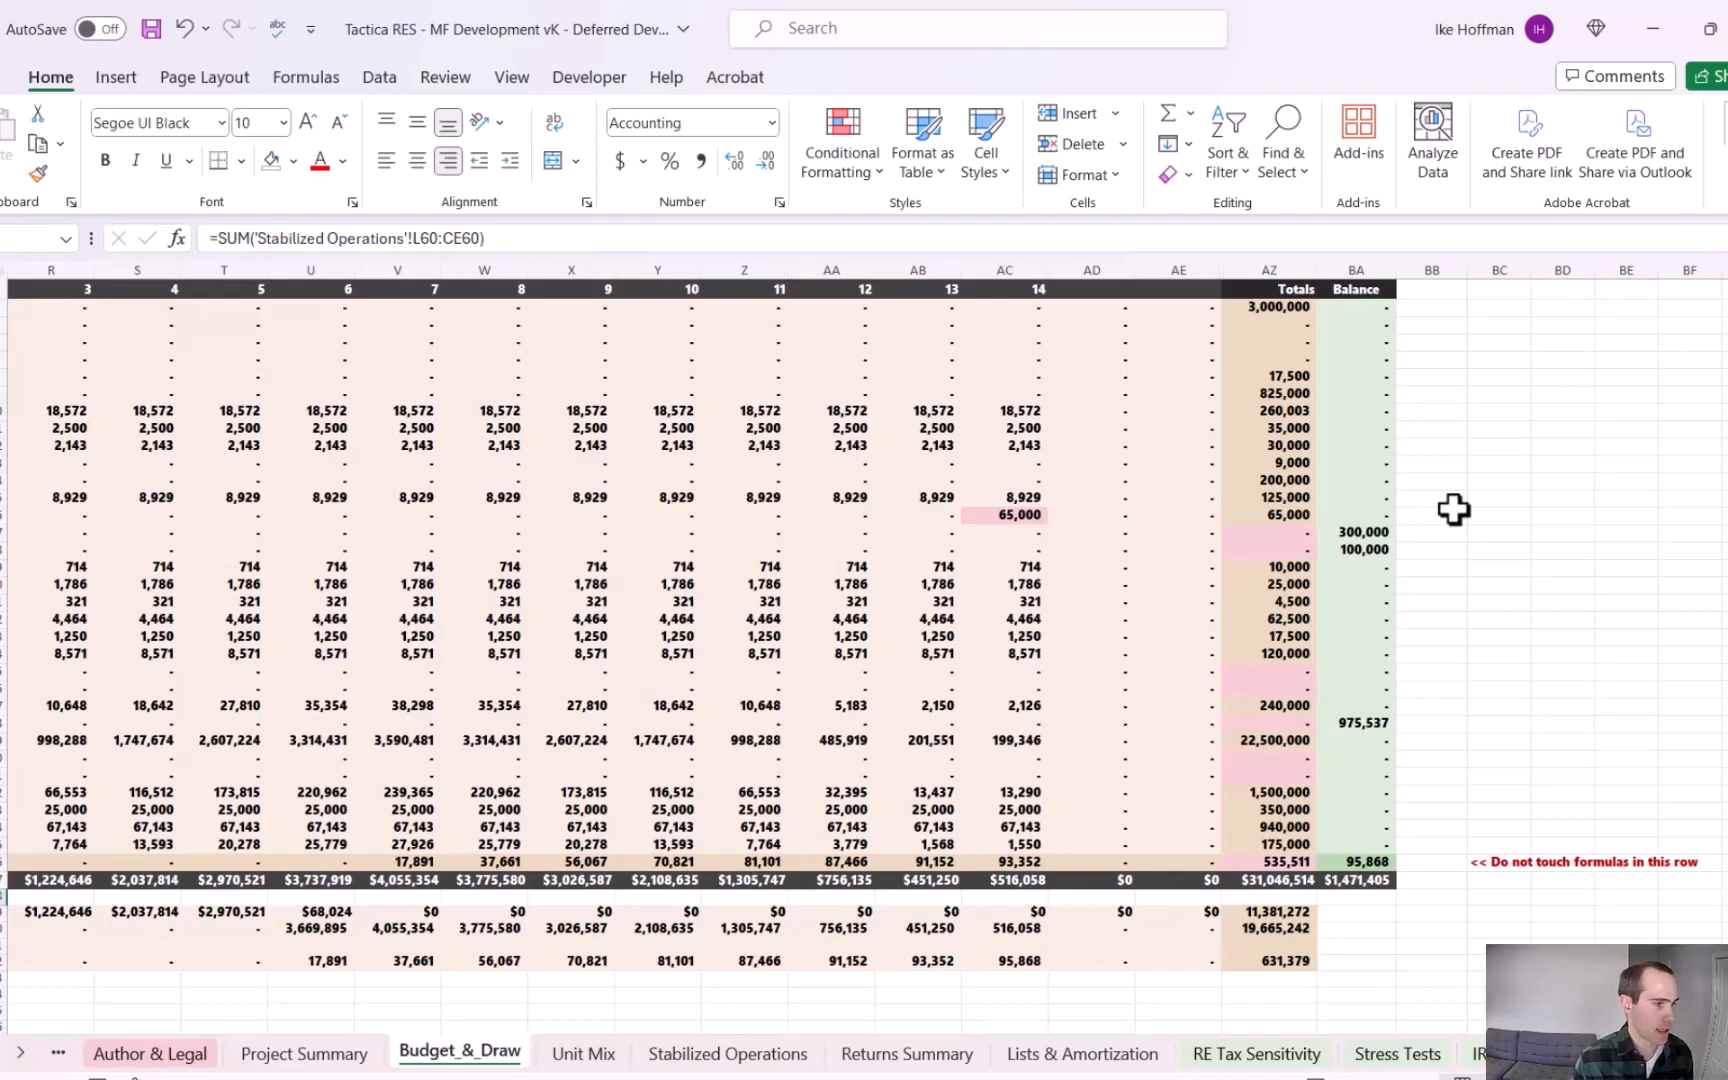 AutoSave Off abc Tactica RES - MF Development vK - Deferred Dev... Search Ike Hoffman IH
Home Insert Page Layout Formulas Data Review View Developer Help Acrobat Comments
Segoe UI Black 10 Accounting
Conditional Formatting Format as Table Cell Styles Insert Delete Format Sort & Filter Find & Select Add-ins Analyze Data Create PDF and Share link Create PDF and Share via Outlook
Font Alignment Number Styles Cells Editing Add-ins Adobe Acrobat
fx =SUM('Stabilized Operations'!L60:CE60)
R S T U V W X Y Z AA AB AC AD AE AZ BA BB BC BD BE BF
3 4 5 6 7 8 9 10 11 12 13 14 Totals Balance
- - - - - - - - - - - - - - 3,000,000 -
- - - - - - - - - - - - - - - -
- - - - - - - - - - - - - - - -
- - - - - - - - - - - - - - - -
- - - - - - - - - - - - - - 17,500 -
- - - - - - - - - - - - - - 825,000 -
18,572 18,572 18,572 18,572 18,572 18,572 18,572 18,572 18,572 18,572 18,572 18,572 - - 260,003 -
2,500 2,500 2,500 2,500 2,500 2,500 2,500 2,500 2,500 2,500 2,500 2,500 - - 35,000 -
2,143 2,143 2,143 2,143 2,143 2,143 2,143 2,143 2,143 2,143 2,143 2,143 - - 30,000 -
- - - - - - - - - - - - - - 9,000 -
- - - - - - - - - - - - - - 200,000 -
8,929 8,929 8,929 8,929 8,929 8,929 8,929 8,929 8,929 8,929 8,929 8,929 - - 125,000 -
- - - - - - - - - - - 65,000 - - 65,000 -
- - - - - - - - - - - - - - - 300,000
- - - - - - - - - - - - - - - 100,000
714 714 714 714 714 714 714 714 714 714 714 714 - - 10,000 -
1,786 1,786 1,786 1,786 1,786 1,786 1,786 1,786 1,786 1,786 1,786 1,786 - - 25,000 -
321 321 321 321 321 321 321 321 321 321 321 321 - - 4,500 -
4,464 4,464 4,464 4,464 4,464 4,464 4,464 4,464 4,464 4,464 4,464 4,464 - - 62,500 -
1,250 1,250 1,250 1,250 1,250 1,250 1,250 1,250 1,250 1,250 1,250 1,250 - - 17,500 -
8,571 8,571 8,571 8,571 8,571 8,571 8,571 8,571 8,571 8,571 8,571 8,571 - - 120,000 -
- - - - - - - - - - - - - - - -
- - - - - - - - - - - - - - - -
10,648 18,642 27,810 35,354 38,298 35,354 27,810 18,642 10,648 5,183 2,150 2,126 - - 240,000 -
- - - - - - - - - - - - - - - 975,537
998,288 1,747,674 2,607,224 3,314,431 3,590,481 3,314,431 2,607,224 1,747,674 998,288 485,919 201,551 199,346 - - 22,500,000 -
- - - - - - - - - - - - - - - -
- - - - - - - - - - - - - - - -
66,553 116,512 173,815 220,962 239,365 220,962 173,815 116,512 66,553 32,395 13,437 13,290 - - 1,500,000 -
25,000 25,000 25,000 25,000 25,000 25,000 25,000 25,000 25,000 25,000 25,000 25,000 - - 350,000 -
67,143 67,143 67,143 67,143 67,143 67,143 67,143 67,143 67,143 67,143 67,143 67,143 - - 940,000 -
7,764 13,593 20,278 25,779 27,926 25,779 20,278 13,593 7,764 3,779 1,568 1,550 - - 175,000 -
- - - - 17,891 37,661 56,067 70,821 81,101 87,466 91,152 93,352 - - 535,511 95,868 << Do not touch formulas in this row
$1,224,646 $2,037,814 $2,970,521 $3,737,919 $4,055,354 $3,775,580 $3,026,587 $2,108,635 $1,305,747 $756,135 $451,250 $516,058 $0 $0 $31,046,514 $1,471,405
$1,224,646 $2,037,814 $2,970,521 $68,024 $0 $0 $0 $0 $0 $0 $0 $0 $0 $0 11,381,272
- - - 3,669,895 4,055,354 3,775,580 3,026,587 2,108,635 1,305,747 756,135 451,250 516,058 - - 19,665,242
- - - 17,891 37,661 56,067 70,821 81,101 87,466 91,152 93,352 95,868 - - 631,379
Author & Legal Project Summary Budget_&_Draw Unit Mix Stabilized Operations Returns Summary Lists & Amortization RE Tax Sensitivity Stress Tests